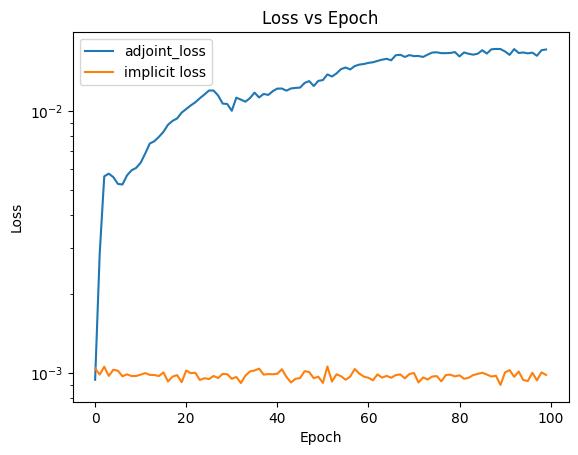 Loss vs Epoch
adjoint_loss
implicit loss
Loss
10⁻²
10⁻³
0 20 40 60 80 100
Epoch